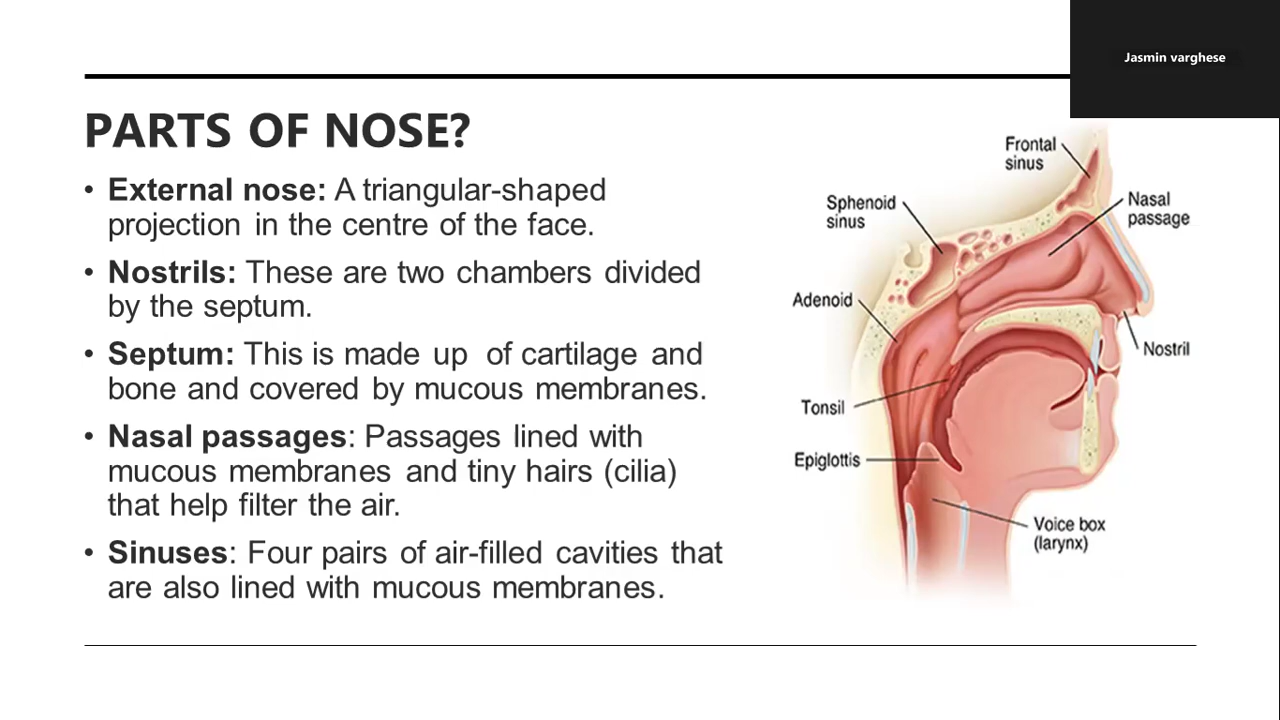 Jasmin varghese
PARTS OF NOSE?
• External nose: A triangular-shaped
projection in the centre of the face.
• Nostrils: These are two chambers divided
by the septum.
• Septum: This is made up of cartilage and
bone and covered by mucous membranes.
• Nasal passages: Passages lined with
mucous membranes and tiny hairs (cilia)
that help filter the air.
• Sinuses: Four pairs of air-filled cavities that
are also lined with mucous membranes.
Frontal
sinus
Sphenoid
sinus
Nasal
passage
Adenoid
Nostril
Tonsil
Epiglottis
Voice box
(larynx)